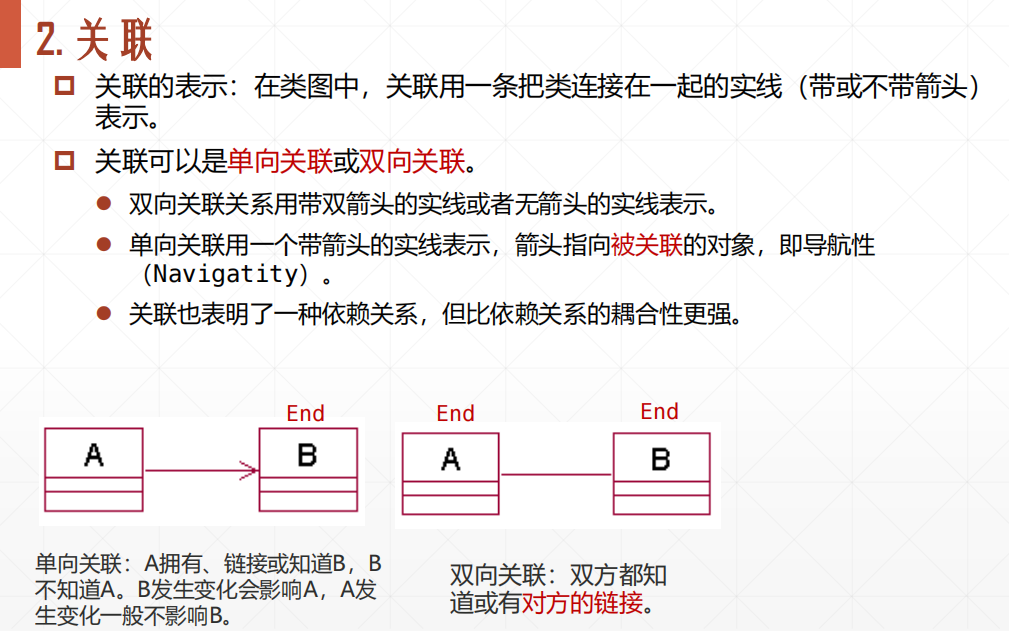 2. 关联
关联的表示：在类图中，关联用一条把类连接在一起的实线（带或不带箭头）
表示。
关联可以是单向关联或双向关联。
双向关联关系用带双箭头的实线或者无箭头的实线表示。
单向关联用一个带箭头的实线表示，箭头指向被关联的对象，即导航性
（Navigatity）。
关联也表明了一种依赖关系，但比依赖关系的耦合性更强。
End
End
End
A
B
A
B
单向关联：A拥有、链接或知道B，B
不知道A。B发生变化会影响A，A发
生变化一般不影响B。
双向关联：双方都知
道或有对方的链接。